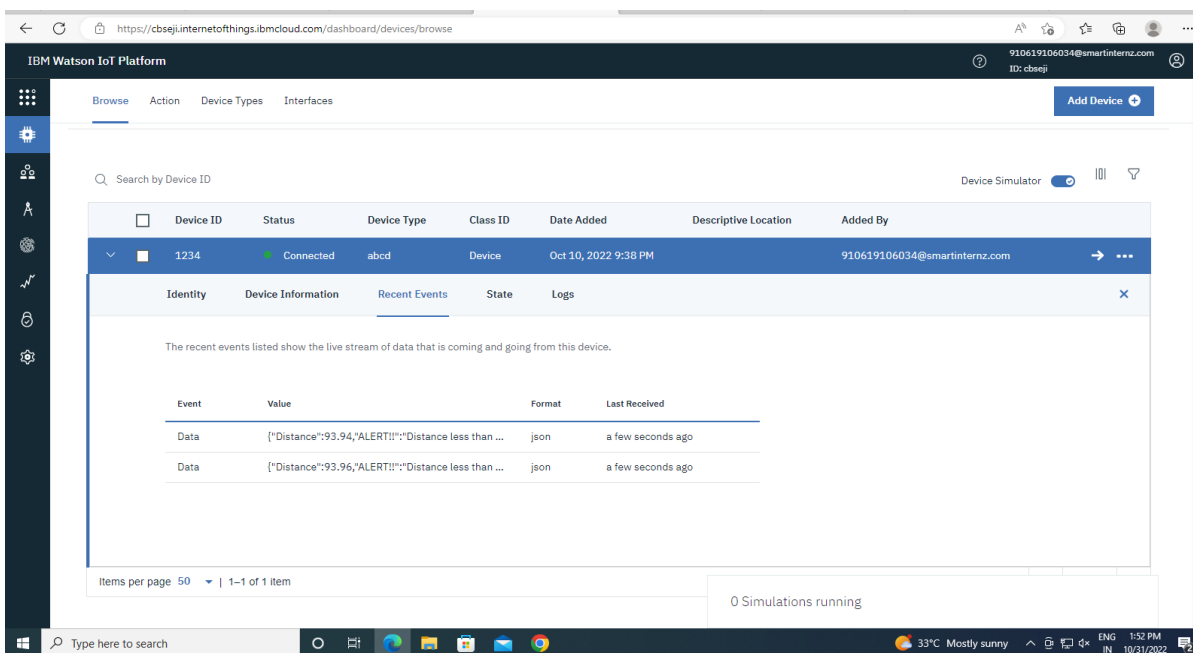 https://cbseji.internetofthings.ibmcloud.com/dashboard/devices/browse
IBM Watson IoT Platform
910619106034@smartinternz.com
ID: cbseji
Browse Action Device Types Interfaces
Add Device
Search by Device ID
Device Simulator
Device ID Status Device Type Class ID Date Added Descriptive Location Added By
1234 Connected abcd Device Oct 10, 2022 9:38 PM 910619106034@smartinternz.com
Identity Device Information Recent Events State Logs
The recent events listed show the live stream of data that is coming and going from this device.
Event Value Format Last Received
Data {"Distance":93.94,"ALERT!!":"Distance less than ... json a few seconds ago
Data {"Distance":93.96,"ALERT!!":"Distance less than ... json a few seconds ago
Items per page 50 | 1–1 of 1 item
0 Simulations running
Type here to search
33°C Mostly sunny
ENG 1:52 PM
IN 10/31/2022